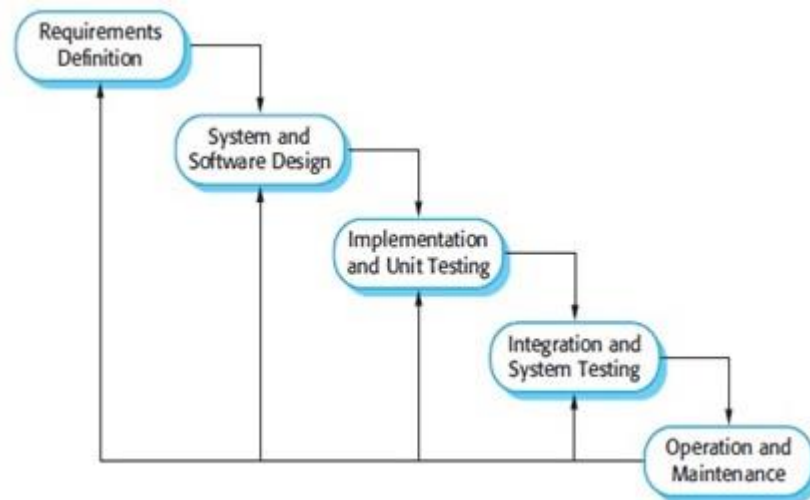 Requirements
Definition
System and
Software Design
Implementation
and Unit Testing
Integration and
System Testing
Operation and
Maintenance